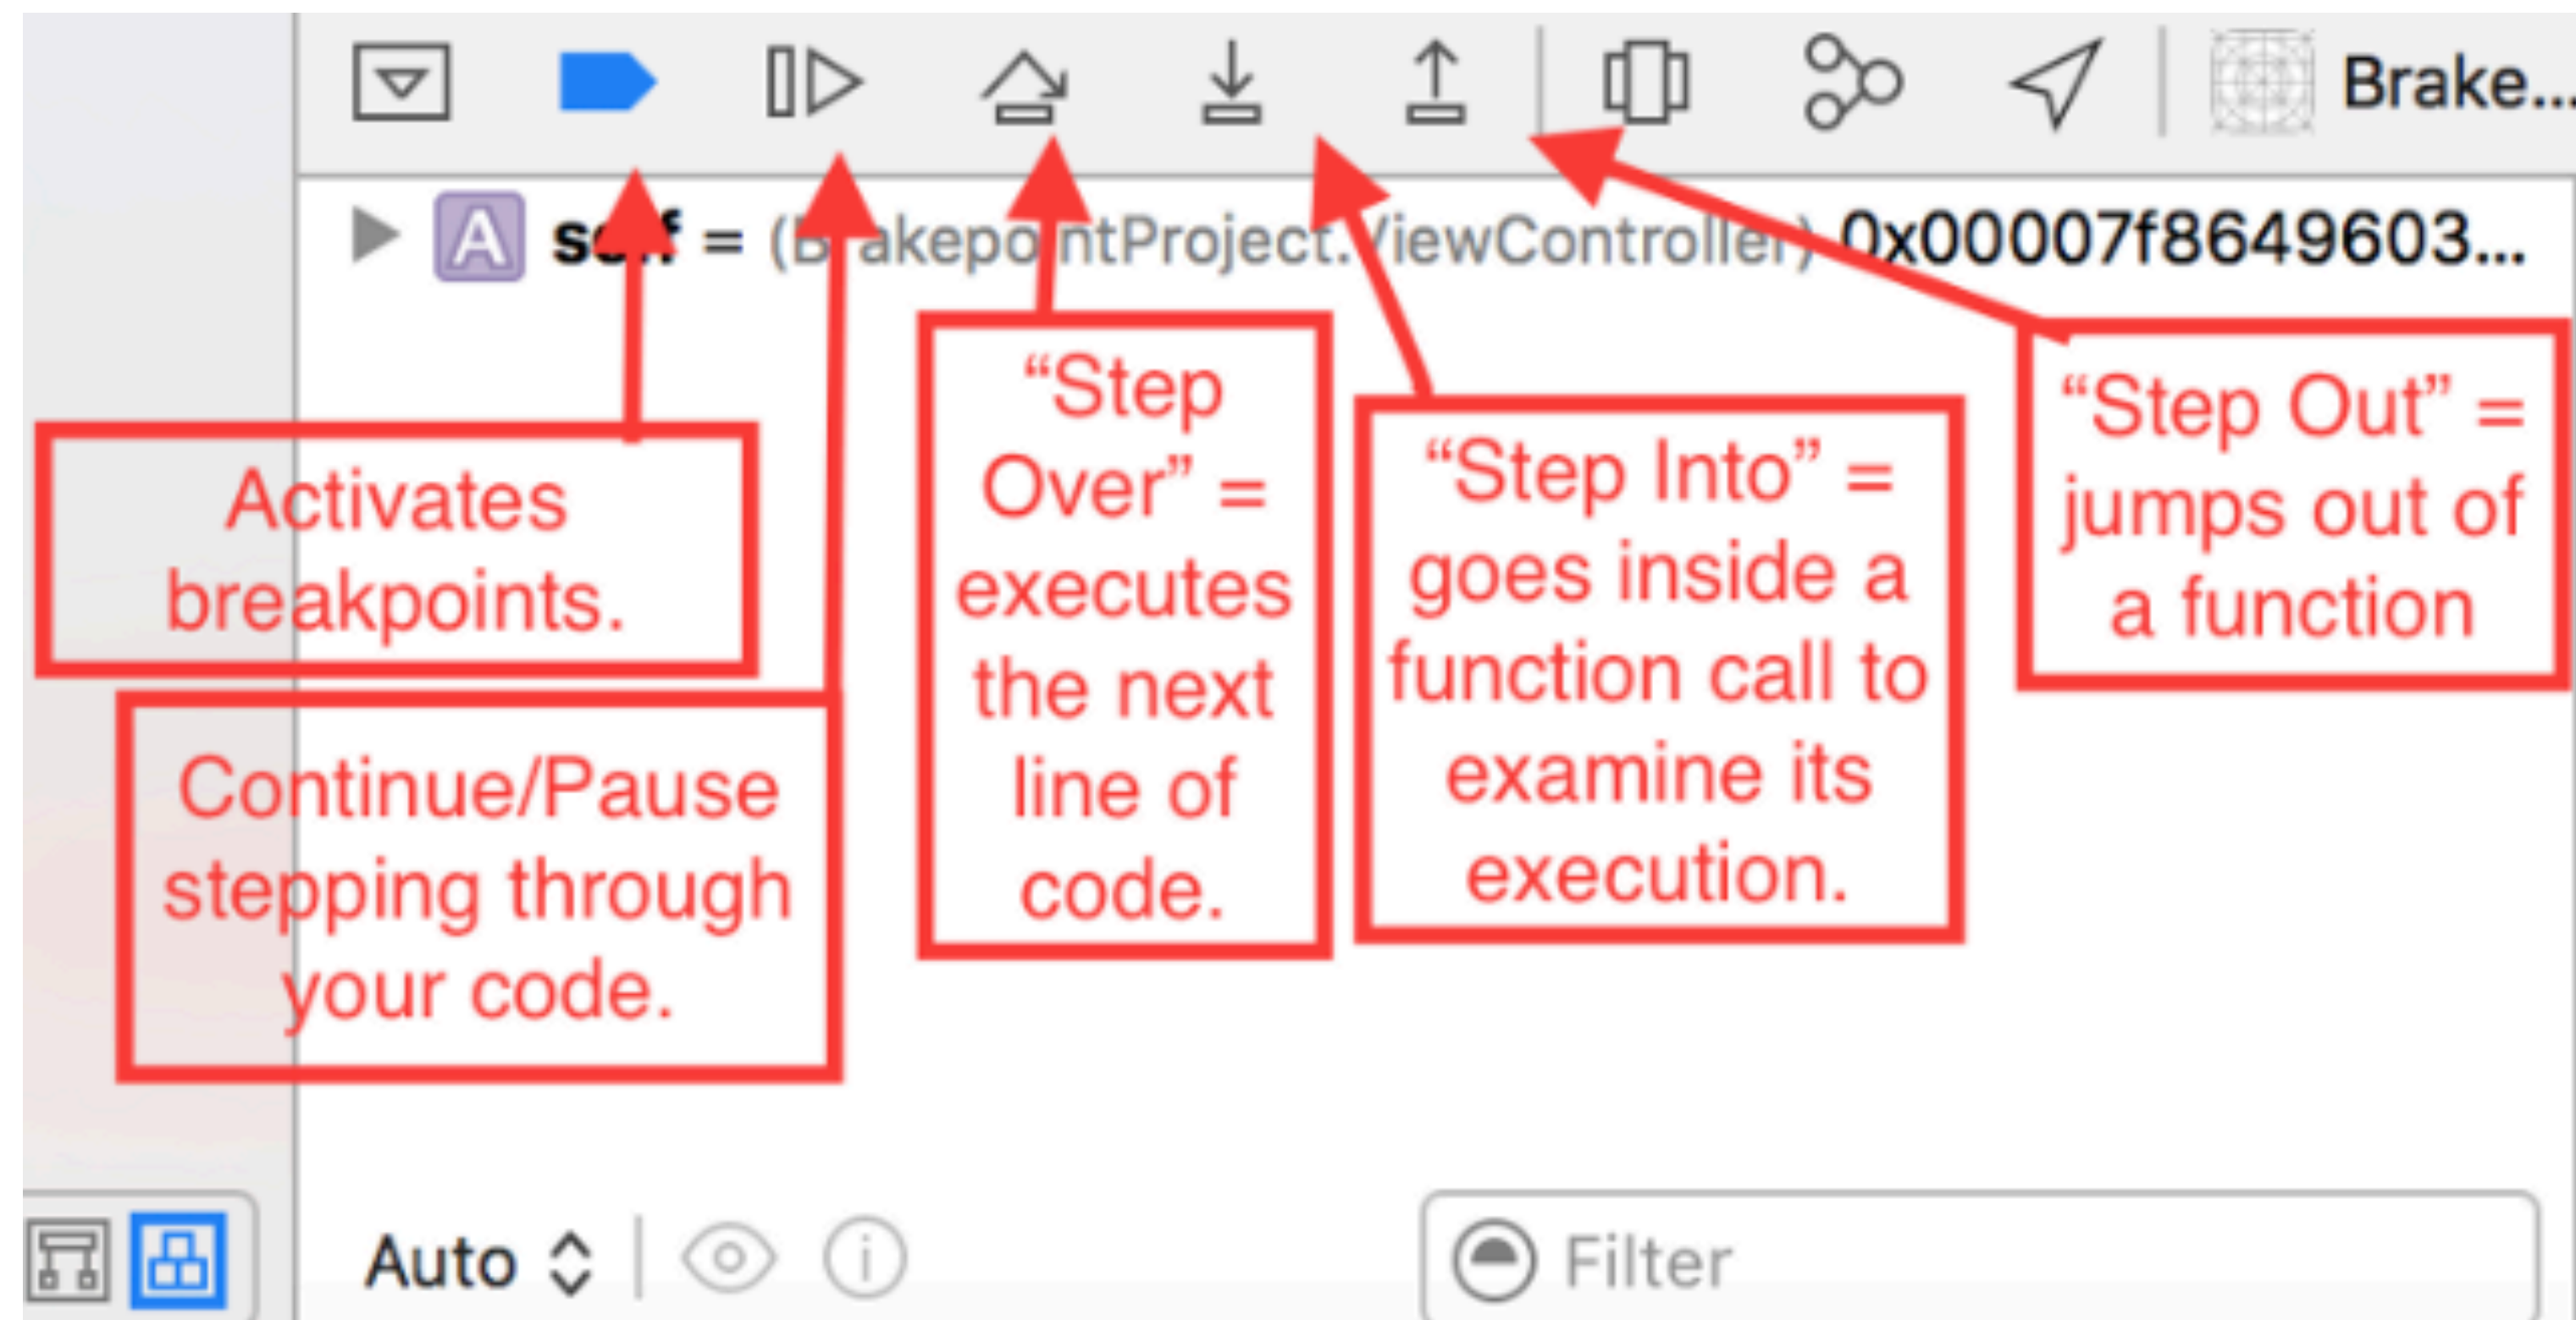 Brake...
A self = (BrakepointProject.ViewController) 0x00007f8649603...
Activates
breakpoints.
Continue/Pause
stepping through
your code.
“Step
Over” =
executes
the next
line of
code.
“Step Into” =
goes inside a
function call to
examine its
execution.
“Step Out” =
jumps out of
a function
Auto
Filter